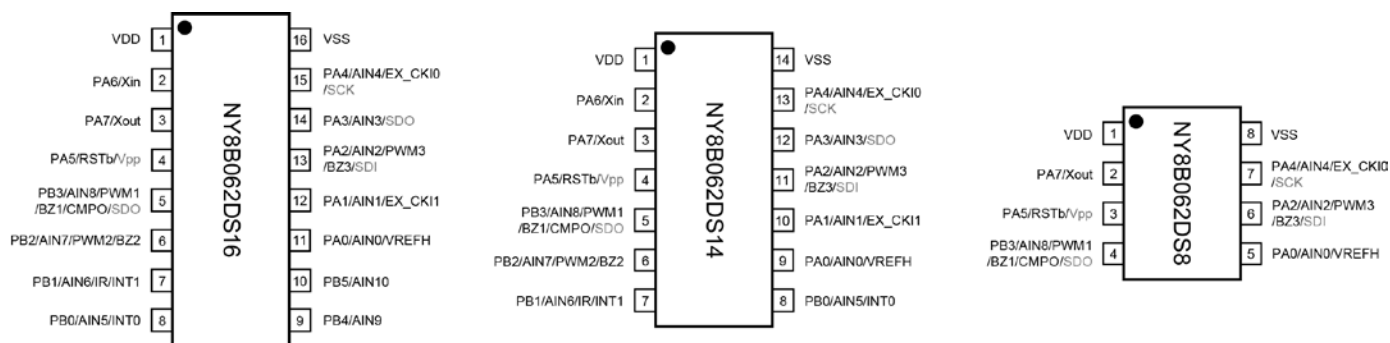 VDD 1
PA6/Xin 2
PA7/Xout 3
PA5/RSTb/Vpp 4
PB3/AIN8/PWM1
/BZ1/CMPO/SDO 5
PB2/AIN7/PWM2/BZ2 6
PB1/AIN6/IR/INT1 7
PB0/AIN5/INT0 8
NY8B062DS16
16 VSS
15 PA4/AIN4/EX_CKI0
/SCK
14 PA3/AIN3/SDO
13 PA2/AIN2/PWM3
/BZ3/SDI
12 PA1/AIN1/EX_CKI1
11 PA0/AIN0/VREFH
10 PB5/AIN10
9 PB4/AIN9
VDD 1
PA6/Xin 2
PA7/Xout 3
PA5/RSTb/Vpp 4
PB3/AIN8/PWM1
/BZ1/CMPO/SDO 5
PB2/AIN7/PWM2/BZ2 6
PB1/AIN6/IR/INT1 7
NY8B062DS14
14 VSS
13 PA4/AIN4/EX_CKI0
/SCK
12 PA3/AIN3/SDO
11 PA2/AIN2/PWM3
/BZ3/SDI
10 PA1/AIN1/EX_CKI1
9 PA0/AIN0/VREFH
8 PB0/AIN5/INT0
VDD 1
PA7/Xout 2
PA5/RSTb/Vpp 3
PB3/AIN8/PWM1
/BZ1/CMPO/SDO 4
NY8B062DS8
8 VSS
7 PA4/AIN4/EX_CKI0
/SCK
6 PA2/AIN2/PWM3
/BZ3/SDI
5 PA0/AIN0/VREFH